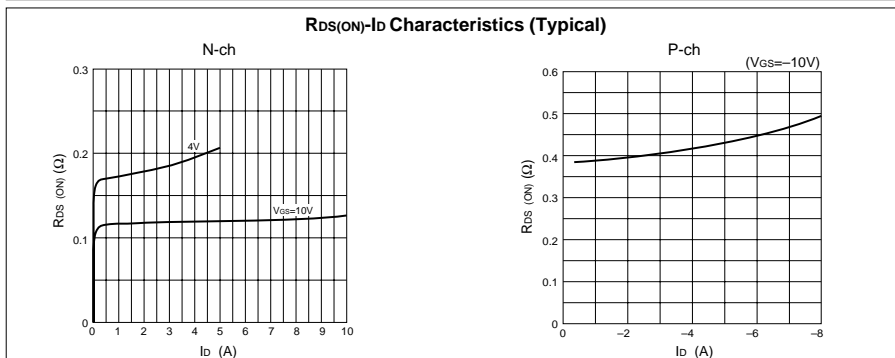 RDS(ON)-ID Characteristics (Typical)
N-ch
0.3
0.2
0.1
0
RDS (ON) (Ω)
4V
VGS=10V
0 1 2 3 4 5 6 7 8 9 10
ID (A)
P-ch
(VGS=–10V)
0.6
0.5
0.4
0.3
0.2
0.1
0
RDS (ON) (Ω)
0 –2 –4 –6 –8
ID (A)